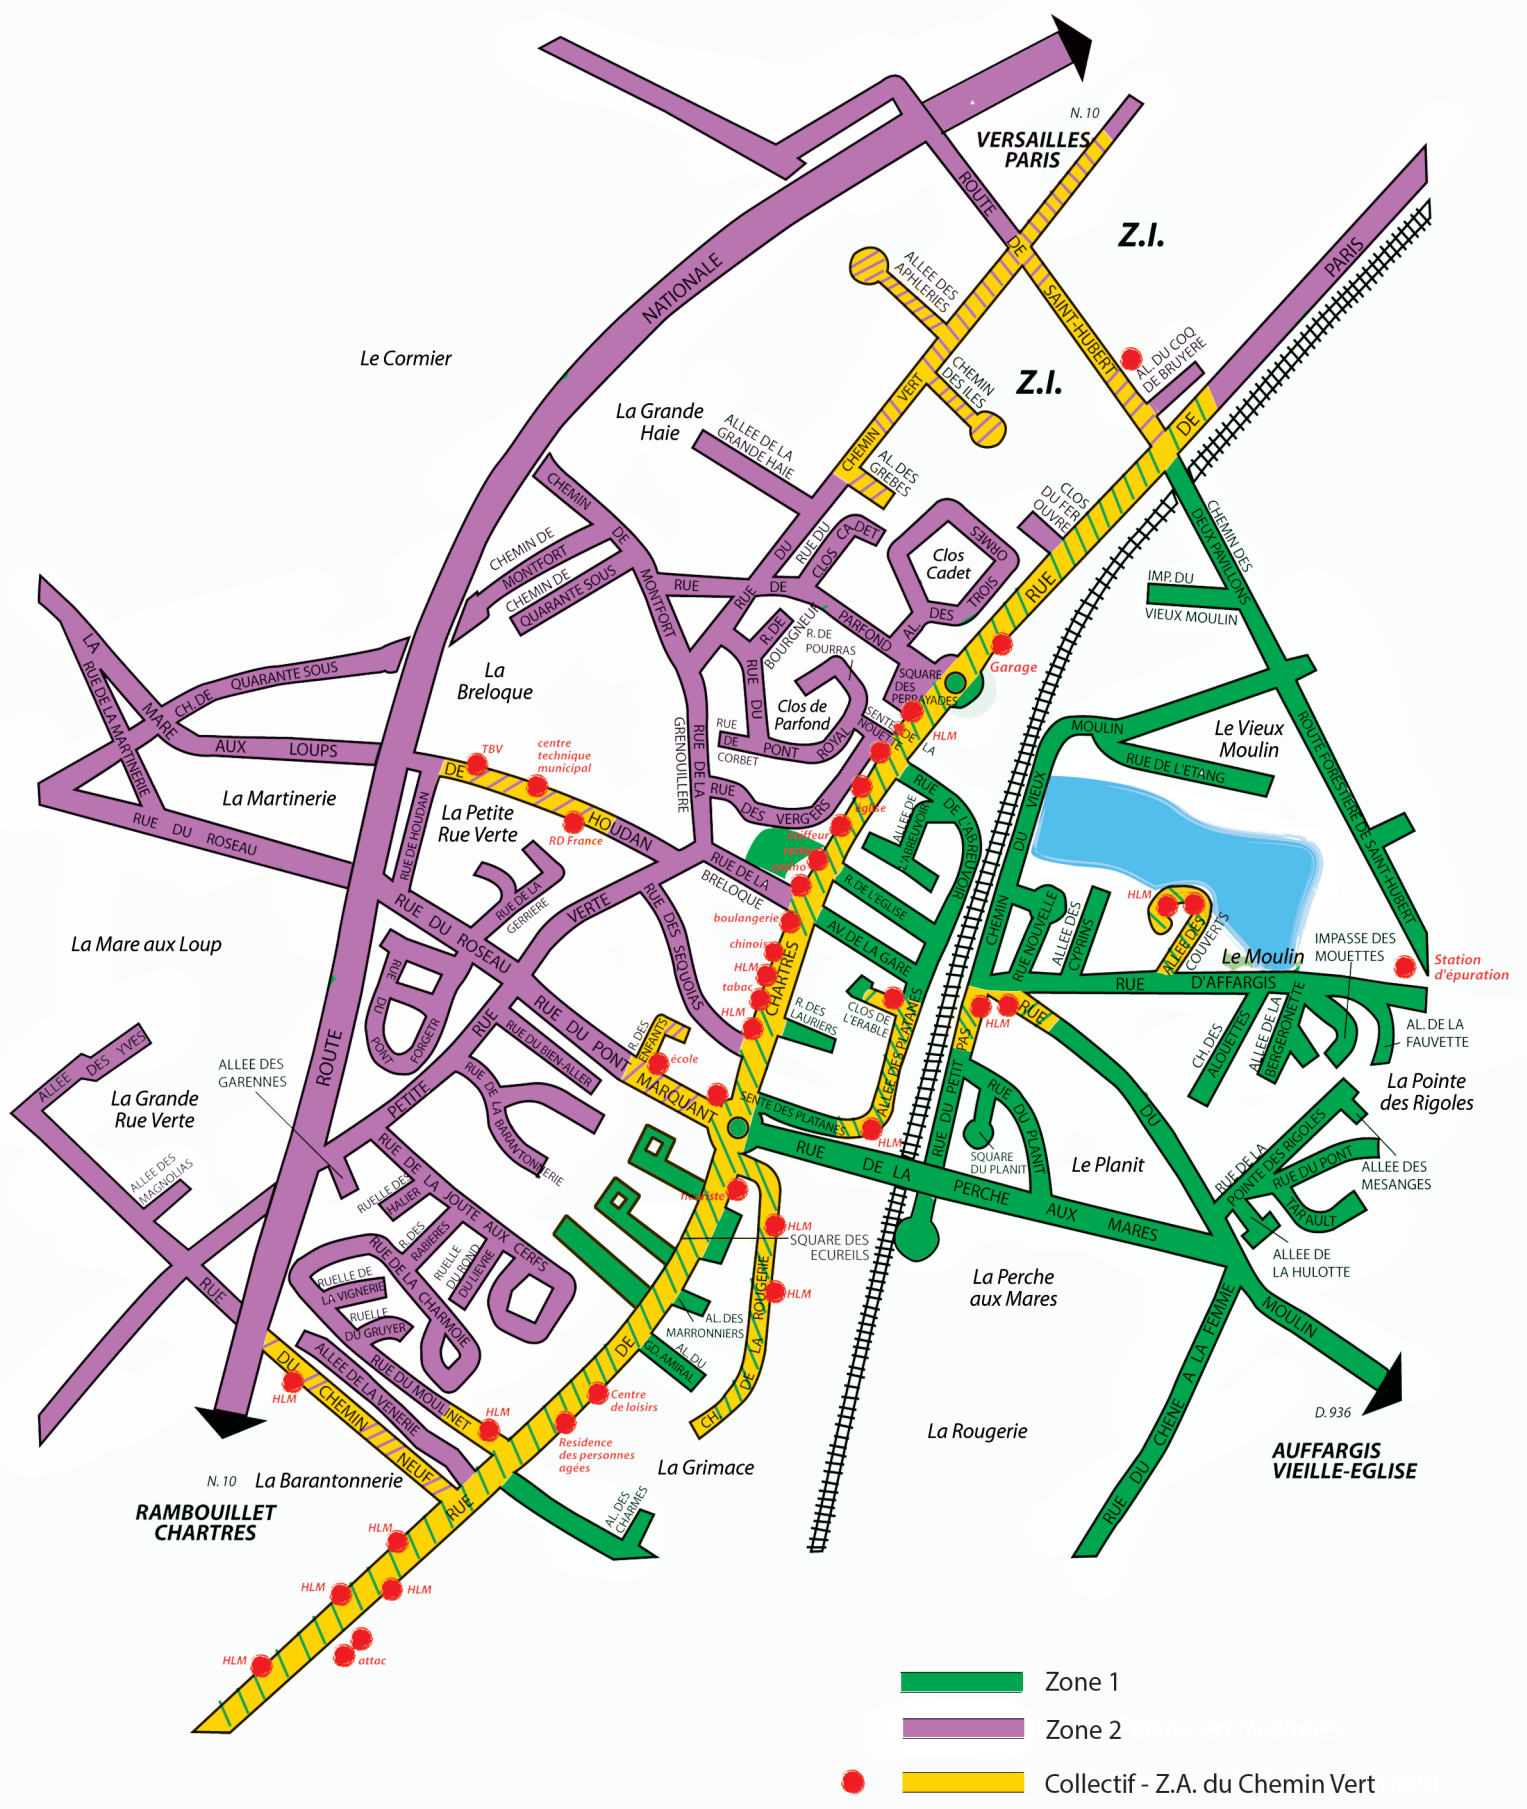 N. 10
VERSAILLES
PARIS
ROUTE
DE
SAINT-HUBERT
Z.I.
PARIS
NATIONALE
ALLEE DES
APHLERIES
AL. DU COQ
DE BRUYERE
Le Cormier
CHEMIN
DES ILES
Z.I.
VERT
CHEMIN
La Grande
Haie
ALLEE DE LA
GRANDE HAIE
AL. DES
GREBES
DE
CLOS
DU FER
OUVRE
CHEMIN
DE
CHEMIN DE
MONTFORT
CHEMIN DE
QUARANTE SOUS
MONTFORT
RUE
DE
PARFOND
DU
RUE
RUE DU
CLOS
CADET
Clos
Cadet
ORMES
TROIS
DES
AL.
RUE
CHEMIN DES
DEUX PAVILLONS
IMP. DU
VIEUX MOULIN
LA
MARE
AUX
LOUPS
RUE DE LA MARTINERIE
CH.DE
QUARANTE SOUS
La
Breloque
R. DE
BOURGNEUF
R. DE
POURRAS
RUE
DU
Clos de
Parfond
SQUARE
DES
PERRAYADES
SENTE
DE
LA
NOUETTE
Garage
HLM
RUE
DE
CORBET
PONT
ROYAL
GRENOUILLERE
RUE DE LA
RUE
DES
VERGERS
MOULIN
Le Vieux
Moulin
RUE DE L'ETANG
ROUTE FORESTIERE DE SAINT-HUBERT
VIEUX
DU
CHEMIN
TBV
centre
technique
municipal
DE
HOUDAN
RD France
La Martinerie
La Petite
Rue Verte
RUE DE HOUDAN
RUE
DU
ROSEAU
église
coiffeur
casino
boulangerie
chinois
HLM
tabac
HLM
CHARTRES
RUE
DE
L'ABREUVOIR
ALLEE DE
L'ABREUVOIR
R. DE L'EGLISE
AV. DE LA GARE
RUE DE LA
BRELOQUE
RUE DE LA
GERRIERE
VERTE
RUE DES SEQUOIAS
RUE DU ROSEAU
La Mare aux Loup
RUE
DU
PONT
FORGETR
RUE NOUVELLE
ALLEE DES
CYPRINS
HLM
ALLEE DES
COUVERTS
Le Moulin
IMPASSE DES
MOUETTES
Station
d'épuration
RUE
D'AFFARGIS
R. DES
LAURIERS
CLOS DE
L'ERABLE
HLM
RUE
PAS
RUE DU PETIT
CH. DES
ALOUETTES
ALLEE DE LA
BERGERONETTE
AL. DE LA
FAUVETTE
ALLEE DES PLATANES
SENTE DES PLATANES
HLM
ALLEE DES YVES
ALLEE DES
GARENNES
ROUTE
La Grande
Rue Verte
RUE DU PONT
MARQUANT
R. DES
ENFANTS
école
RUE DU BIEN-ALLER
RUE
PETITE
RUE DE LA BARANTONNERIE
La Pointe
des Rigoles
RUE DU PLANIT
SQUARE
DU PLANIT
Le Planit
DU
RUE
DE LA
PERCHE
AUX
MARES
RUE DE LA
POINTE DES RIGOLES
RUE DU PONT
TARAULT
ALLEE DES
MESANGES
ALLEE DE
LA HULOTTE
ALLEE DES
MAGNOLIAS
RUE DE LA JOUTE AUX CERFS
RUELLE DES
HALIER
R. DES
RABIERES
RUELLE
DU ROND
DU LIEVRE
fleuriste
HLM
SQUARE DES
ECUREILS
HLM
La Perche
aux Mares
RUELLE DE
LA VIGNERIE
RUELLE
DU GRUYER
RUE DE LA CHARMOIE
RUE DU MOULINET
ALLEE DE LA VENERIE
RUE
DU
CHEMIN
NEUF
HLM
HLM
AL. DES
MARRONNIERS
AL. DU
GD. AMIRAL
CH.
DE
LA
ROUGERIE
DE
Centre
de loisirs
Residence
des personnes
agées
MOULIN
RUE DU CHENE A LA FEMME
D. 936
AUFFARGIS
VIEILLE-EGLISE
La Rougerie
La Grimace
AL. DES
CHARMES
N. 10
La Barantonnerie
RAMBOUILLET
CHARTRES
RUE
HLM
HLM
HLM
HLM
attac
Zone 1
Zone 2
Collectif - Z.A. du Chemin Vert